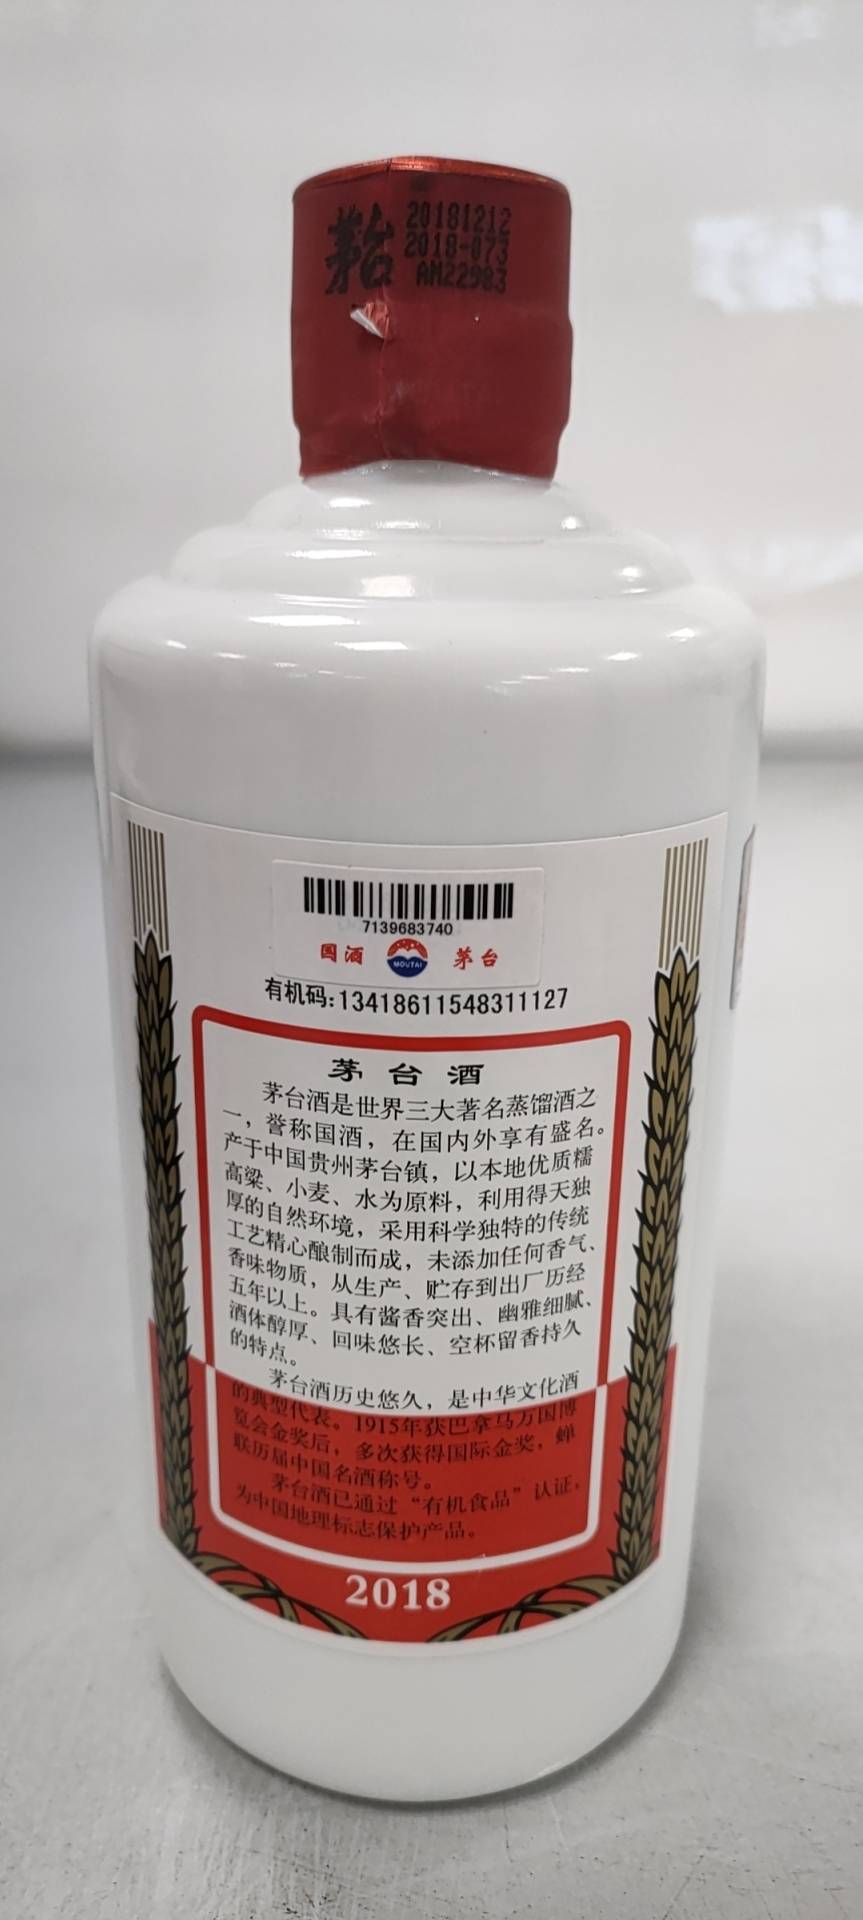 茅台
20181212
2018-073
AM22983
7139683740
国酒 MOUTAI 茅台
有机码:13418611548311127
茅台酒
茅台酒是世界三大著名蒸馏酒之
一，誉称国酒，在国内外享有盛名。
产于中国贵州茅台镇，以本地优质糯
高粱、小麦、水为原料，利用得天独
厚的自然环境，采用科学独特的传统
工艺精心酿制而成，未添加任何香气、
香味物质，从生产、贮存到出厂历经
五年以上。具有酱香突出、幽雅细腻、
酒体醇厚、回味悠长、空杯留香持久
的特点。
茅台酒历史悠久，是中华文化酒
的典型代表。1915年获巴拿马万国博
览会金奖后，多次获得国际金奖，蝉
联历届中国名酒称号。
茅台酒已通过“有机食品”认证，
为中国地理标志保护产品。
2018